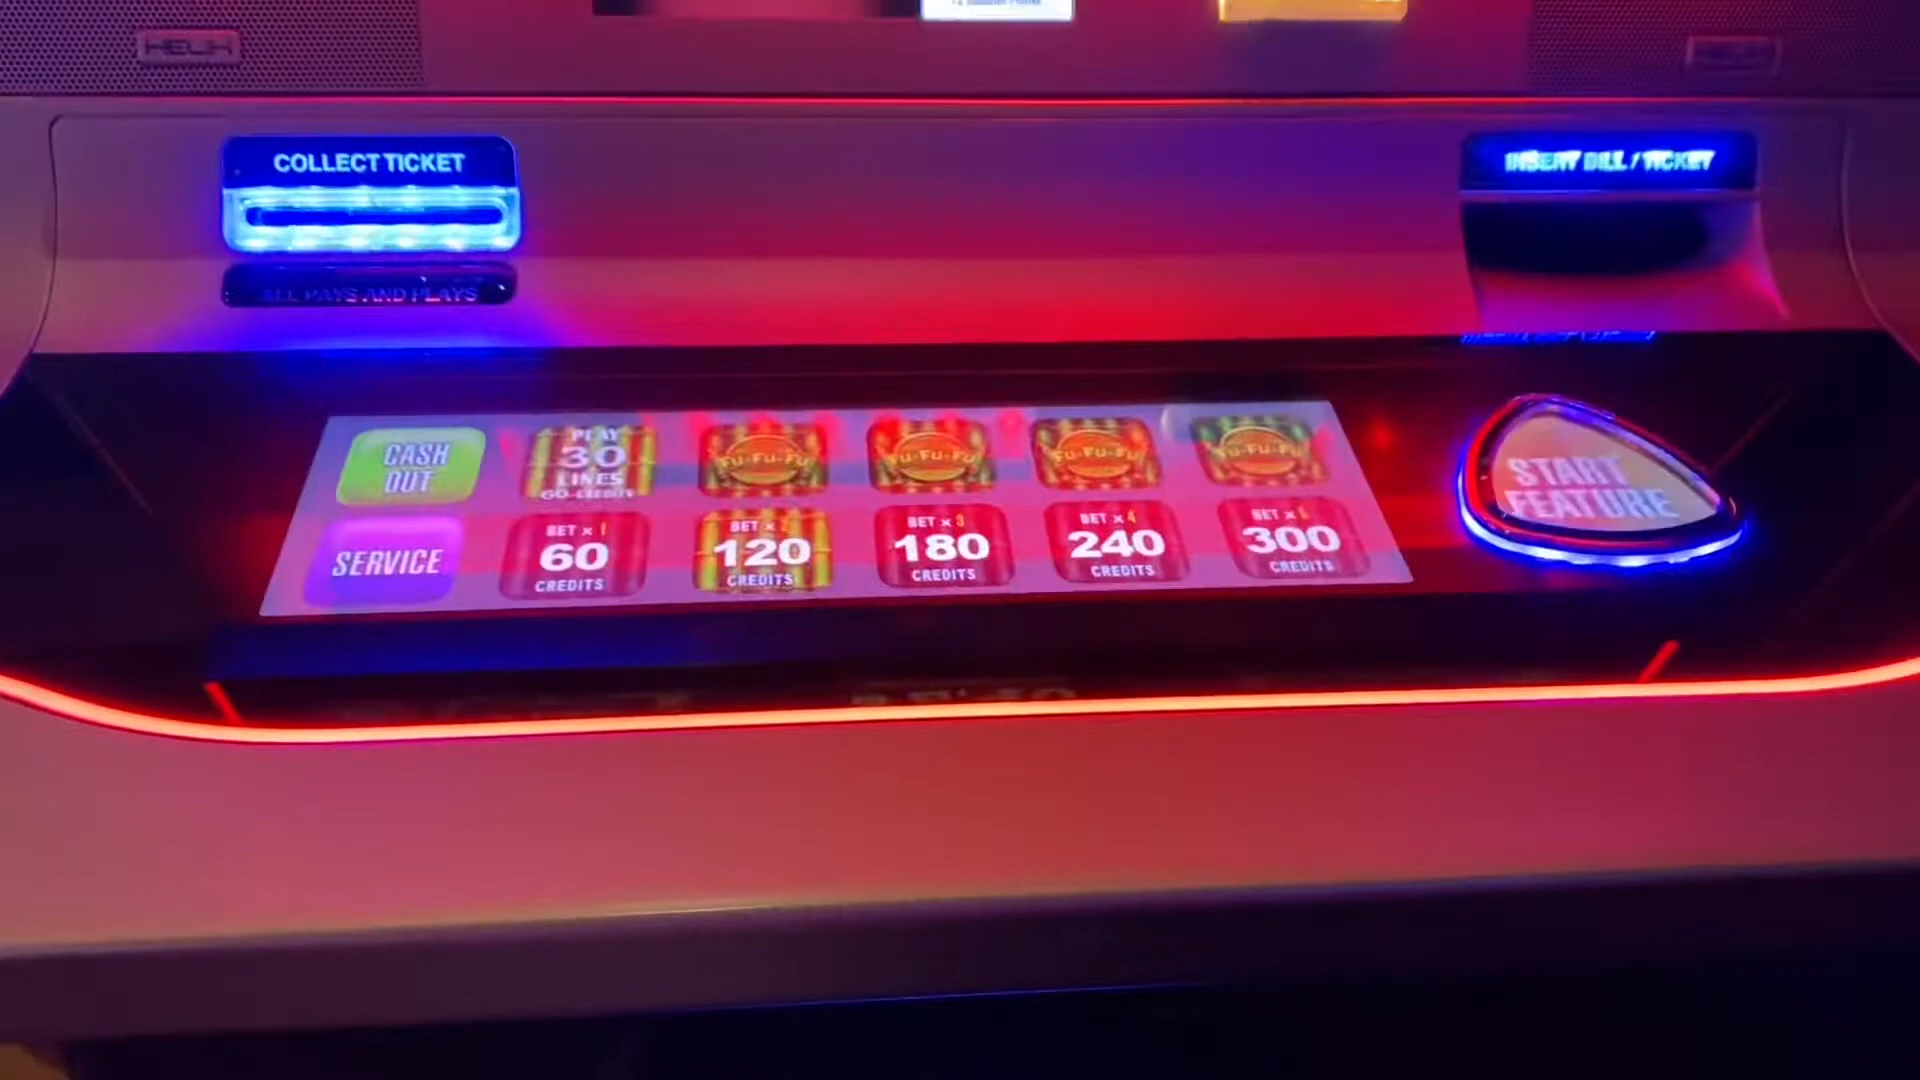 HELIX
COLLECT TICKET
INSERT BILL / TICKET
ALL PAYS AND PLAYS
CASH
OUT
PLAY
30
LINES
60 CREDITS
FU-FU-FU
FU-FU-FU
FU-FU-FU
FU-FU-FU
START
FEATURE
SERVICE
BET x 1
60
CREDITS
BET x 2
120
CREDITS
BET x 3
180
CREDITS
BET x 4
240
CREDITS
BET x 5
300
CREDITS